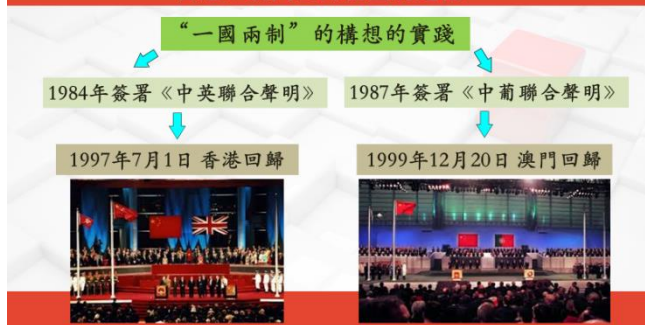 “一國兩制”的構想的實踐
1984年簽署《中英聯合聲明》
1987年簽署《中葡聯合聲明》
1997年7月1日 香港回歸
1999年12月20日 澳門回歸